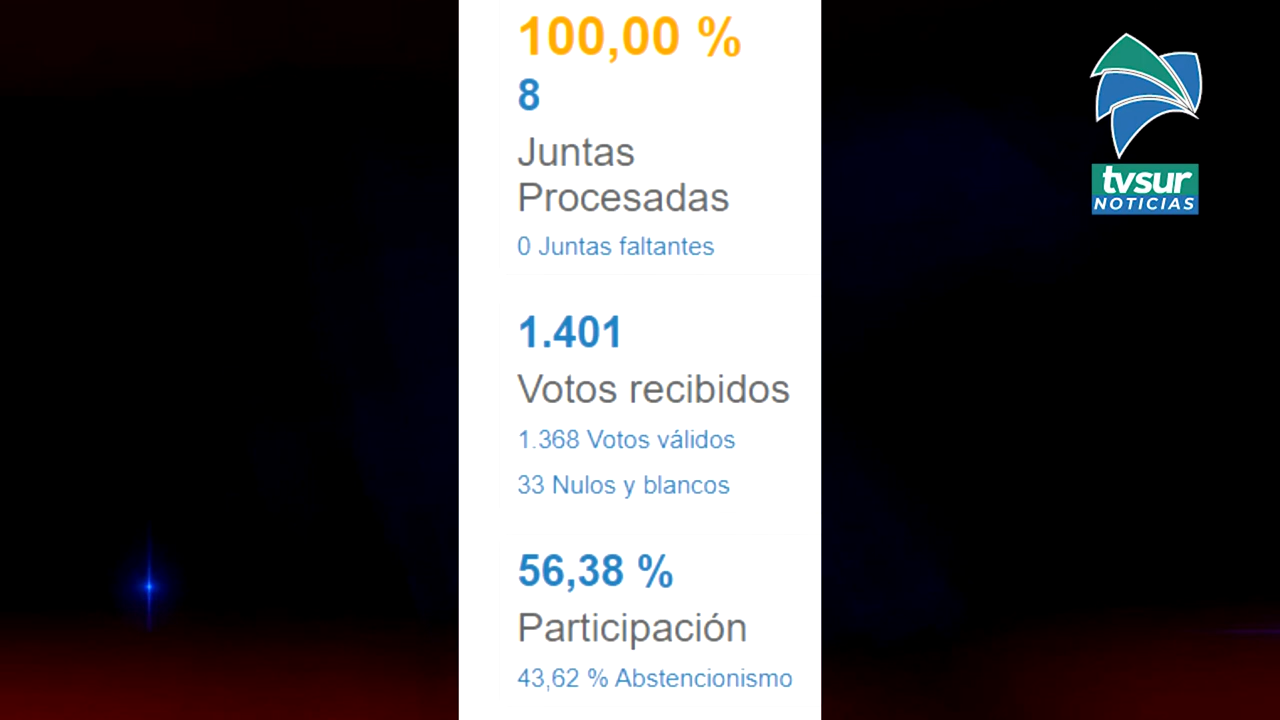 100,00 %
8
Juntas
Procesadas
0 Juntas faltantes
1.401
Votos recibidos
1.368 Votos válidos
33 Nulos y blancos
56,38 %
Participación
43,62 % Abstencionismo
tvsur
NOTICIAS